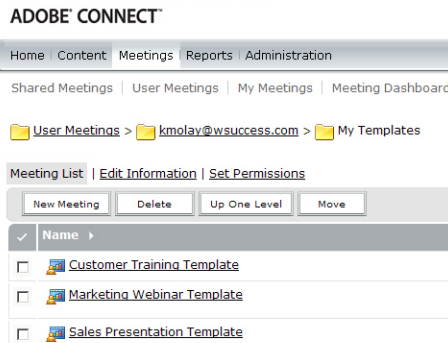 ADOBE® CONNECT™
Home Content Meetings Reports Administration
Shared Meetings | User Meetings | My Meetings | Meeting Dashboard
User Meetings > kmolav@wsuccess.com > My Templates
Meeting List | Edit Information | Set Permissions
New Meeting Delete Up One Level Move
Name
Customer Training Template
Marketing Webinar Template
Sales Presentation Template